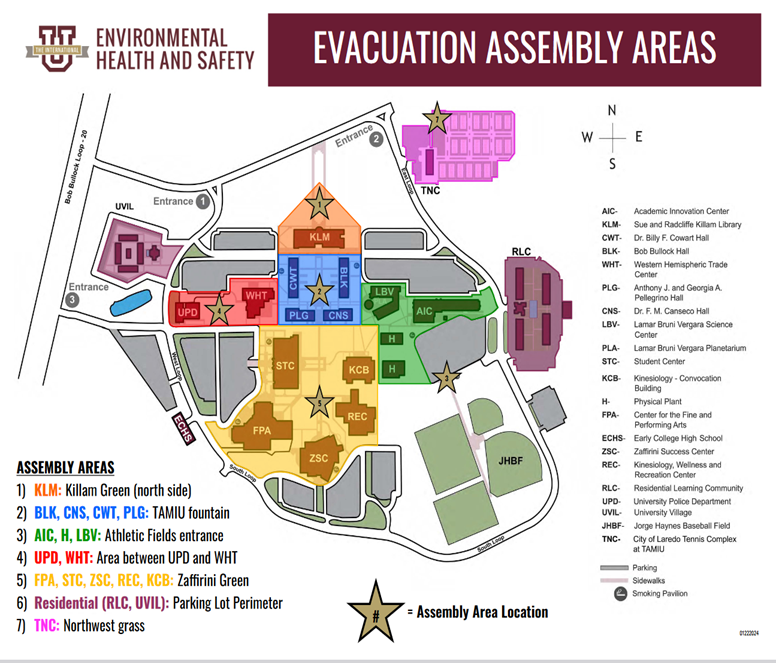 THE INTERNATIONAL
U
ENVIRONMENTAL
HEALTH AND SAFETY
EVACUATION ASSEMBLY AREAS
Bob Bullock Loop - 20
Entrance 2
7
TNC
East Loop
N
W E
S
UVIL
Entrance 1
1
KLM
RLC
Entrance
3
CWT
BLK
2
PLG
CNS
UPD
4
WHT
LBV
AIC
H
H
3
West Loop
STC
KCB
5
REC
FPA
ZSC
ECHS
South Loop
JHBF
South Loop
AIC- Academic Innovation Center
KLM- Sue and Radcliffe Killam Library
CWT- Dr. Billy F. Cowart Hall
BLK- Bob Bullock Hall
WHT- Western Hemispheric Trade
Center
PLG- Anthony J. and Georgia A.
Pellegrino Hall
CNS- Dr. F. M. Canseco Hall
LBV- Lamar Bruni Vergara Science
Center
PLA- Lamar Bruni Vergara Planetarium
STC- Student Center
KCB- Kinesiology - Convocation
Building
H- Physical Plant
FPA- Center for the Fine and
Performing Arts
ECHS- Early College High School
ZSC- Zaffirini Success Center
REC- Kinesiology, Wellness and
Recreation Center
RLC- Residential Learning Community
UPD- University Police Department
UVIL- University Village
JHBF- Jorge Haynes Baseball Field
TNC- City of Laredo Tennis Complex
at TAMIU
Parking
Sidewalks
Smoking Pavilion
ASSEMBLY AREAS
1) KLM: Killam Green (north side)
2) BLK, CNS, CWT, PLG: TAMIU fountain
3) AIC, H, LBV: Athletic Fields entrance
4) UPD, WHT: Area between UPD and WHT
5) FPA, STC, ZSC, REC, KCB: Zaffirini Green
6) Residential (RLC, UVIL): Parking Lot Perimeter
7) TNC: Northwest grass
# = Assembly Area Location
01222024